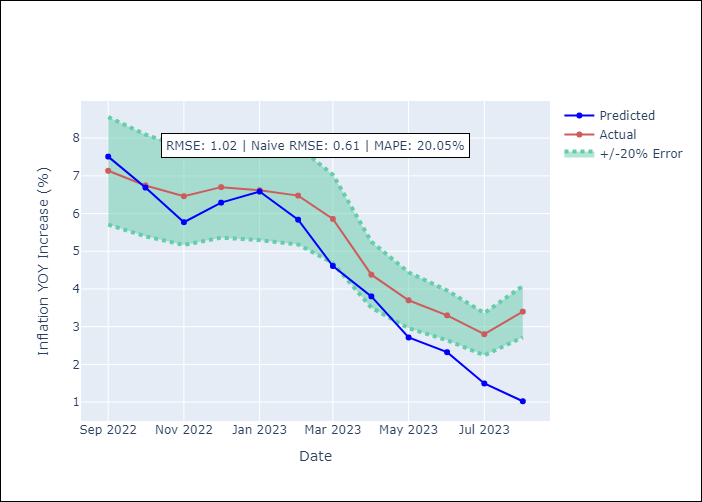 RMSE: 1.02 | Naive RMSE: 0.61 | MAPE: 20.05%
Predicted
Actual
+/-20% Error
Inflation YOY Increase (%)
8
7
6
5
4
3
2
1
Sep 2022 Nov 2022 Jan 2023 Mar 2023 May 2023 Jul 2023
Date